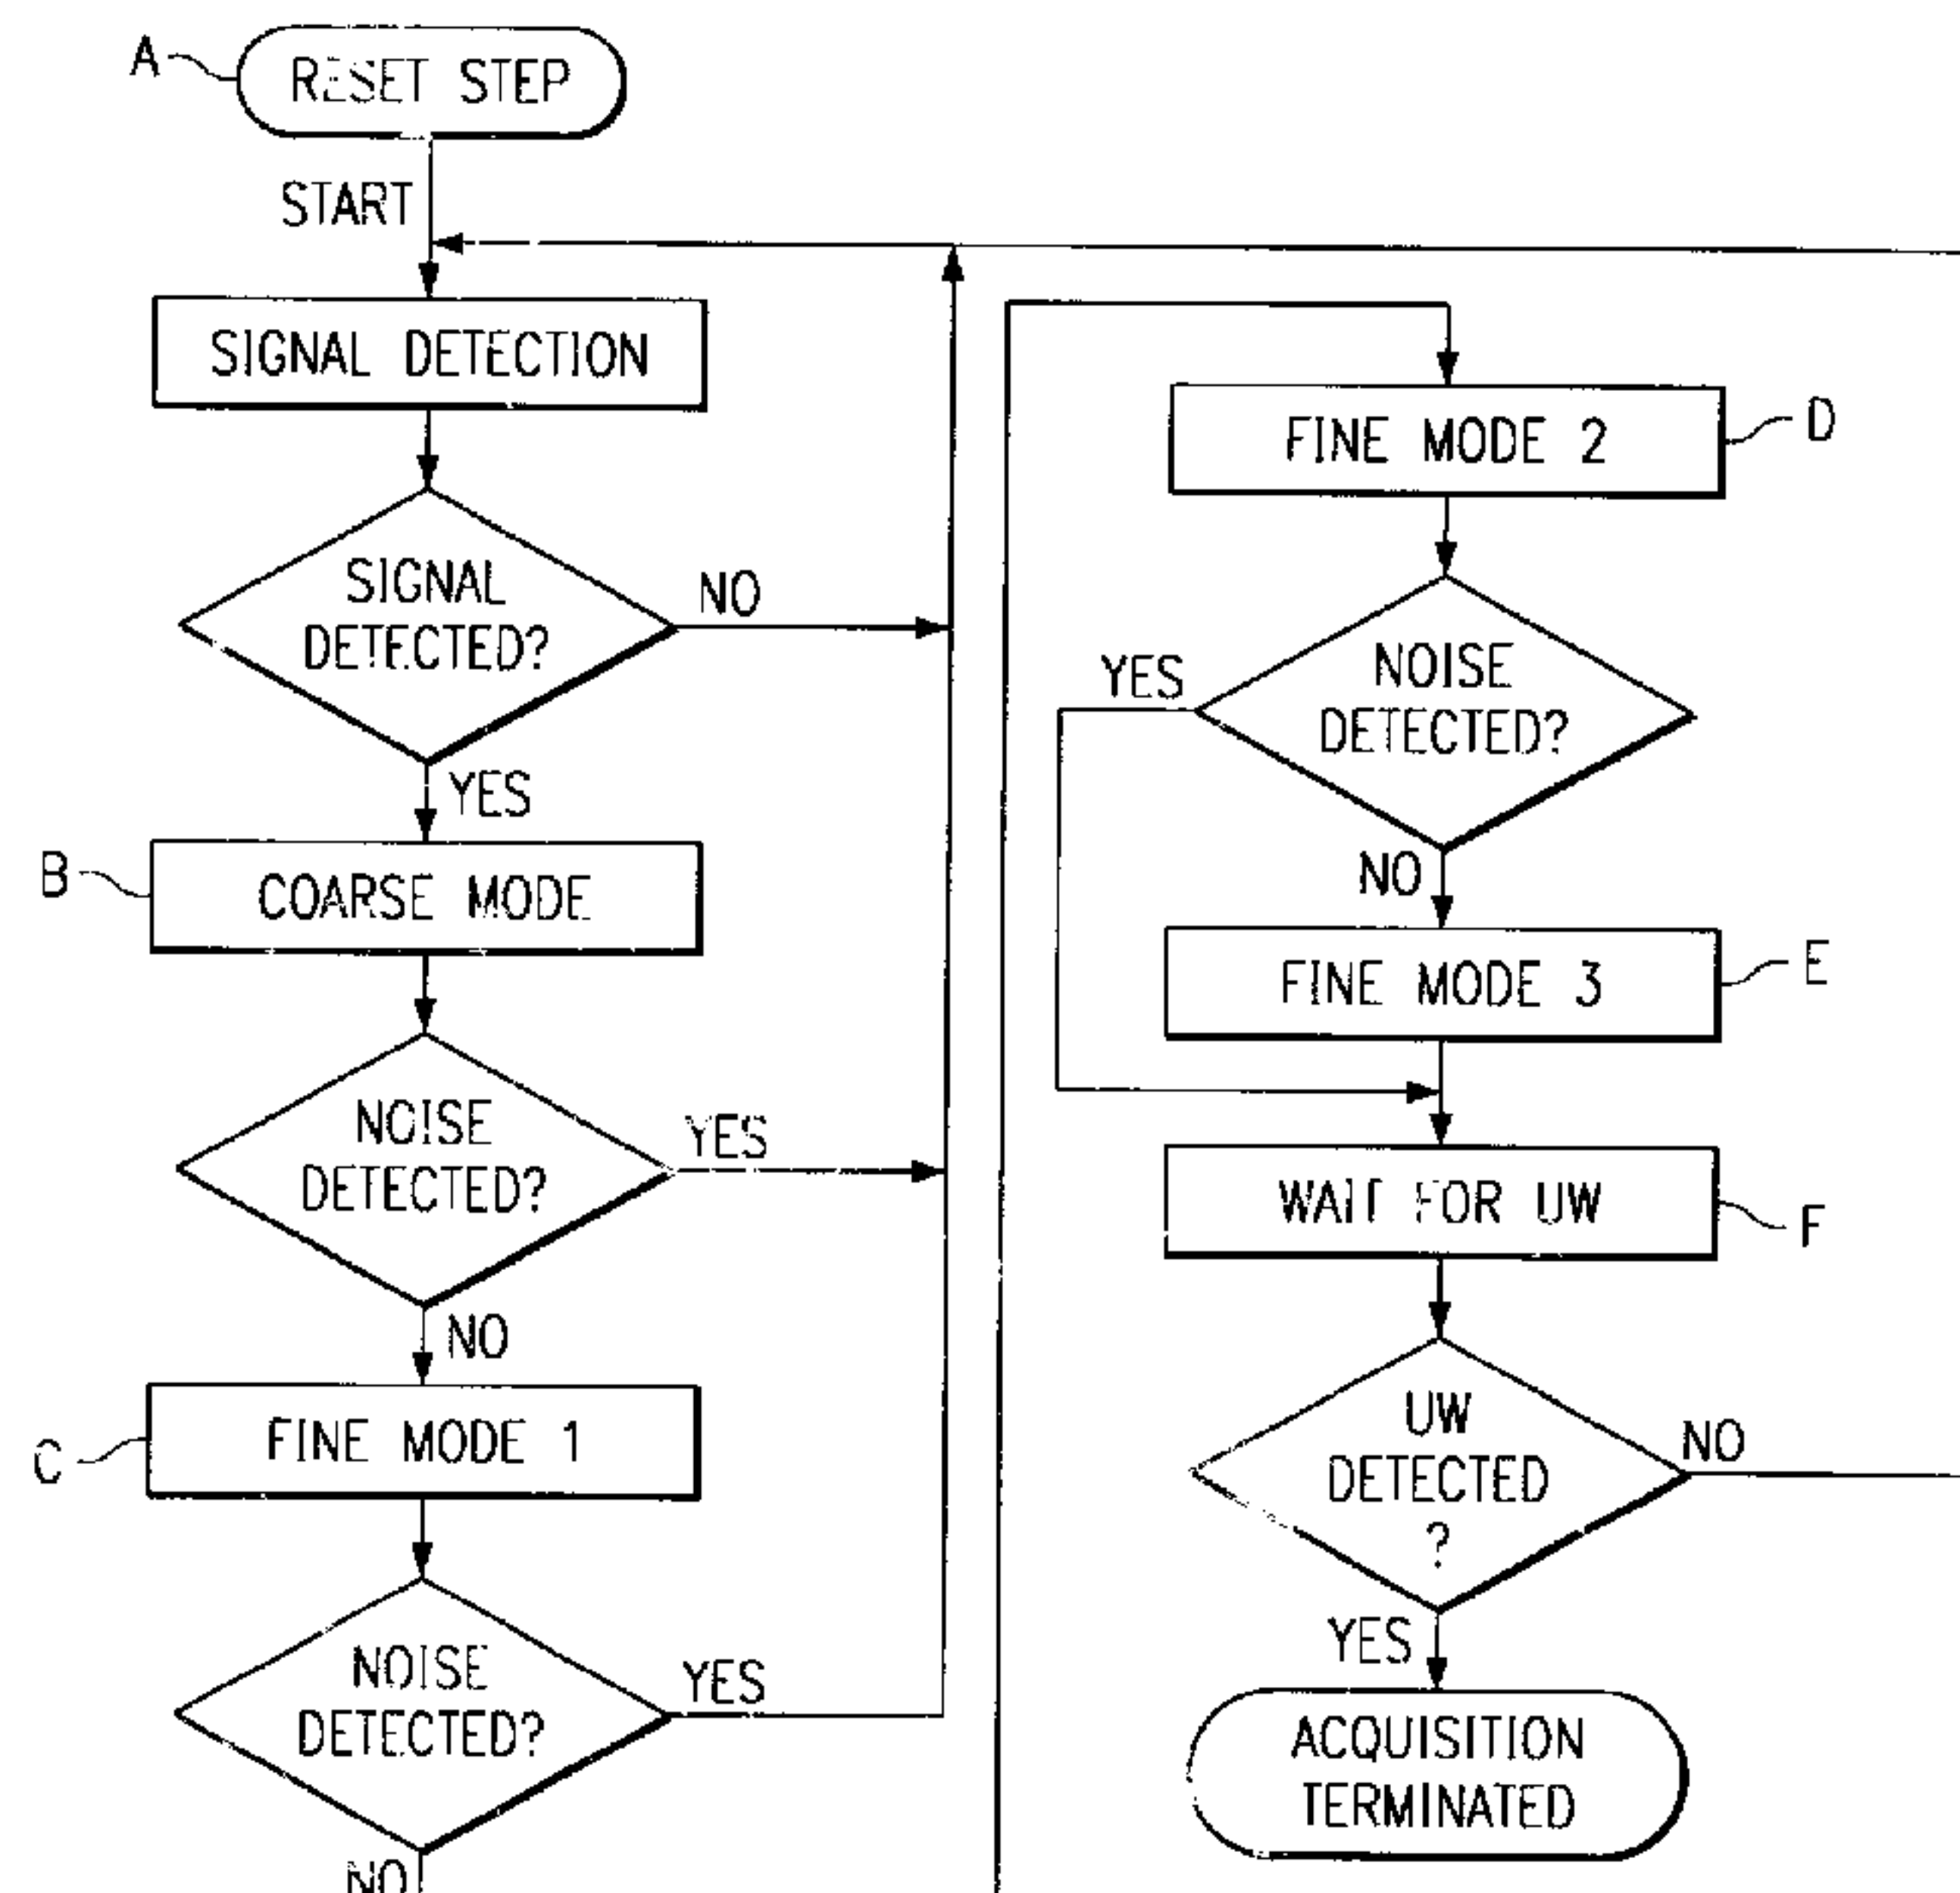 A
RESET STEP
START
SIGNAL DETECTION
SIGNAL
DETECTED?
NO
YES
B
COARSE MODE
NOISE
DETECTED?
YES
NO
C
FINE MODE 1
NOISE
DETECTED?
YES
NO
FINE MODE 2
D
NOISE
DETECTED?
YES
NO
FINE MODE 3
E
WAIT FOR UW
F
UW
DETECTED
?
NO
YES
ACQUISITION
TERMINATED